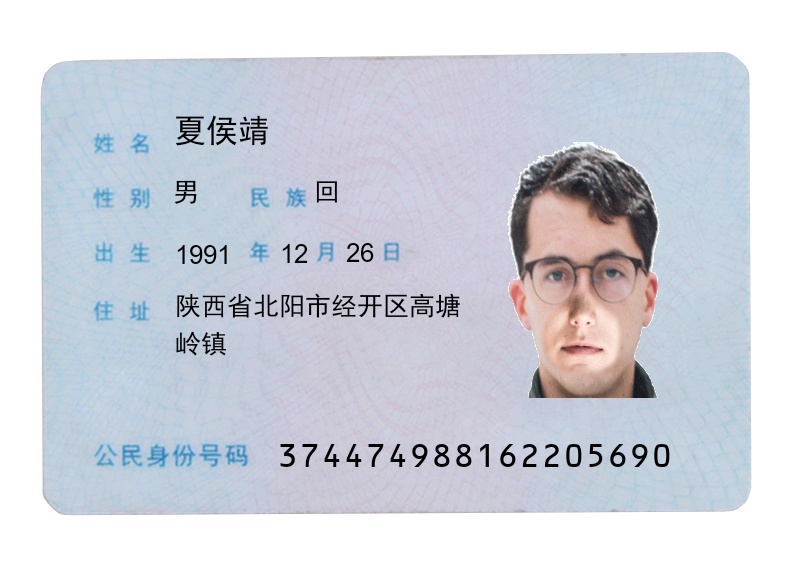 姓名 夏侯靖
性别 男 民族 回
出生 1991 年 12 月 26 日
住址 陕西省北阳市经开区高塘
岭镇
公民身份号码 374474988162205690